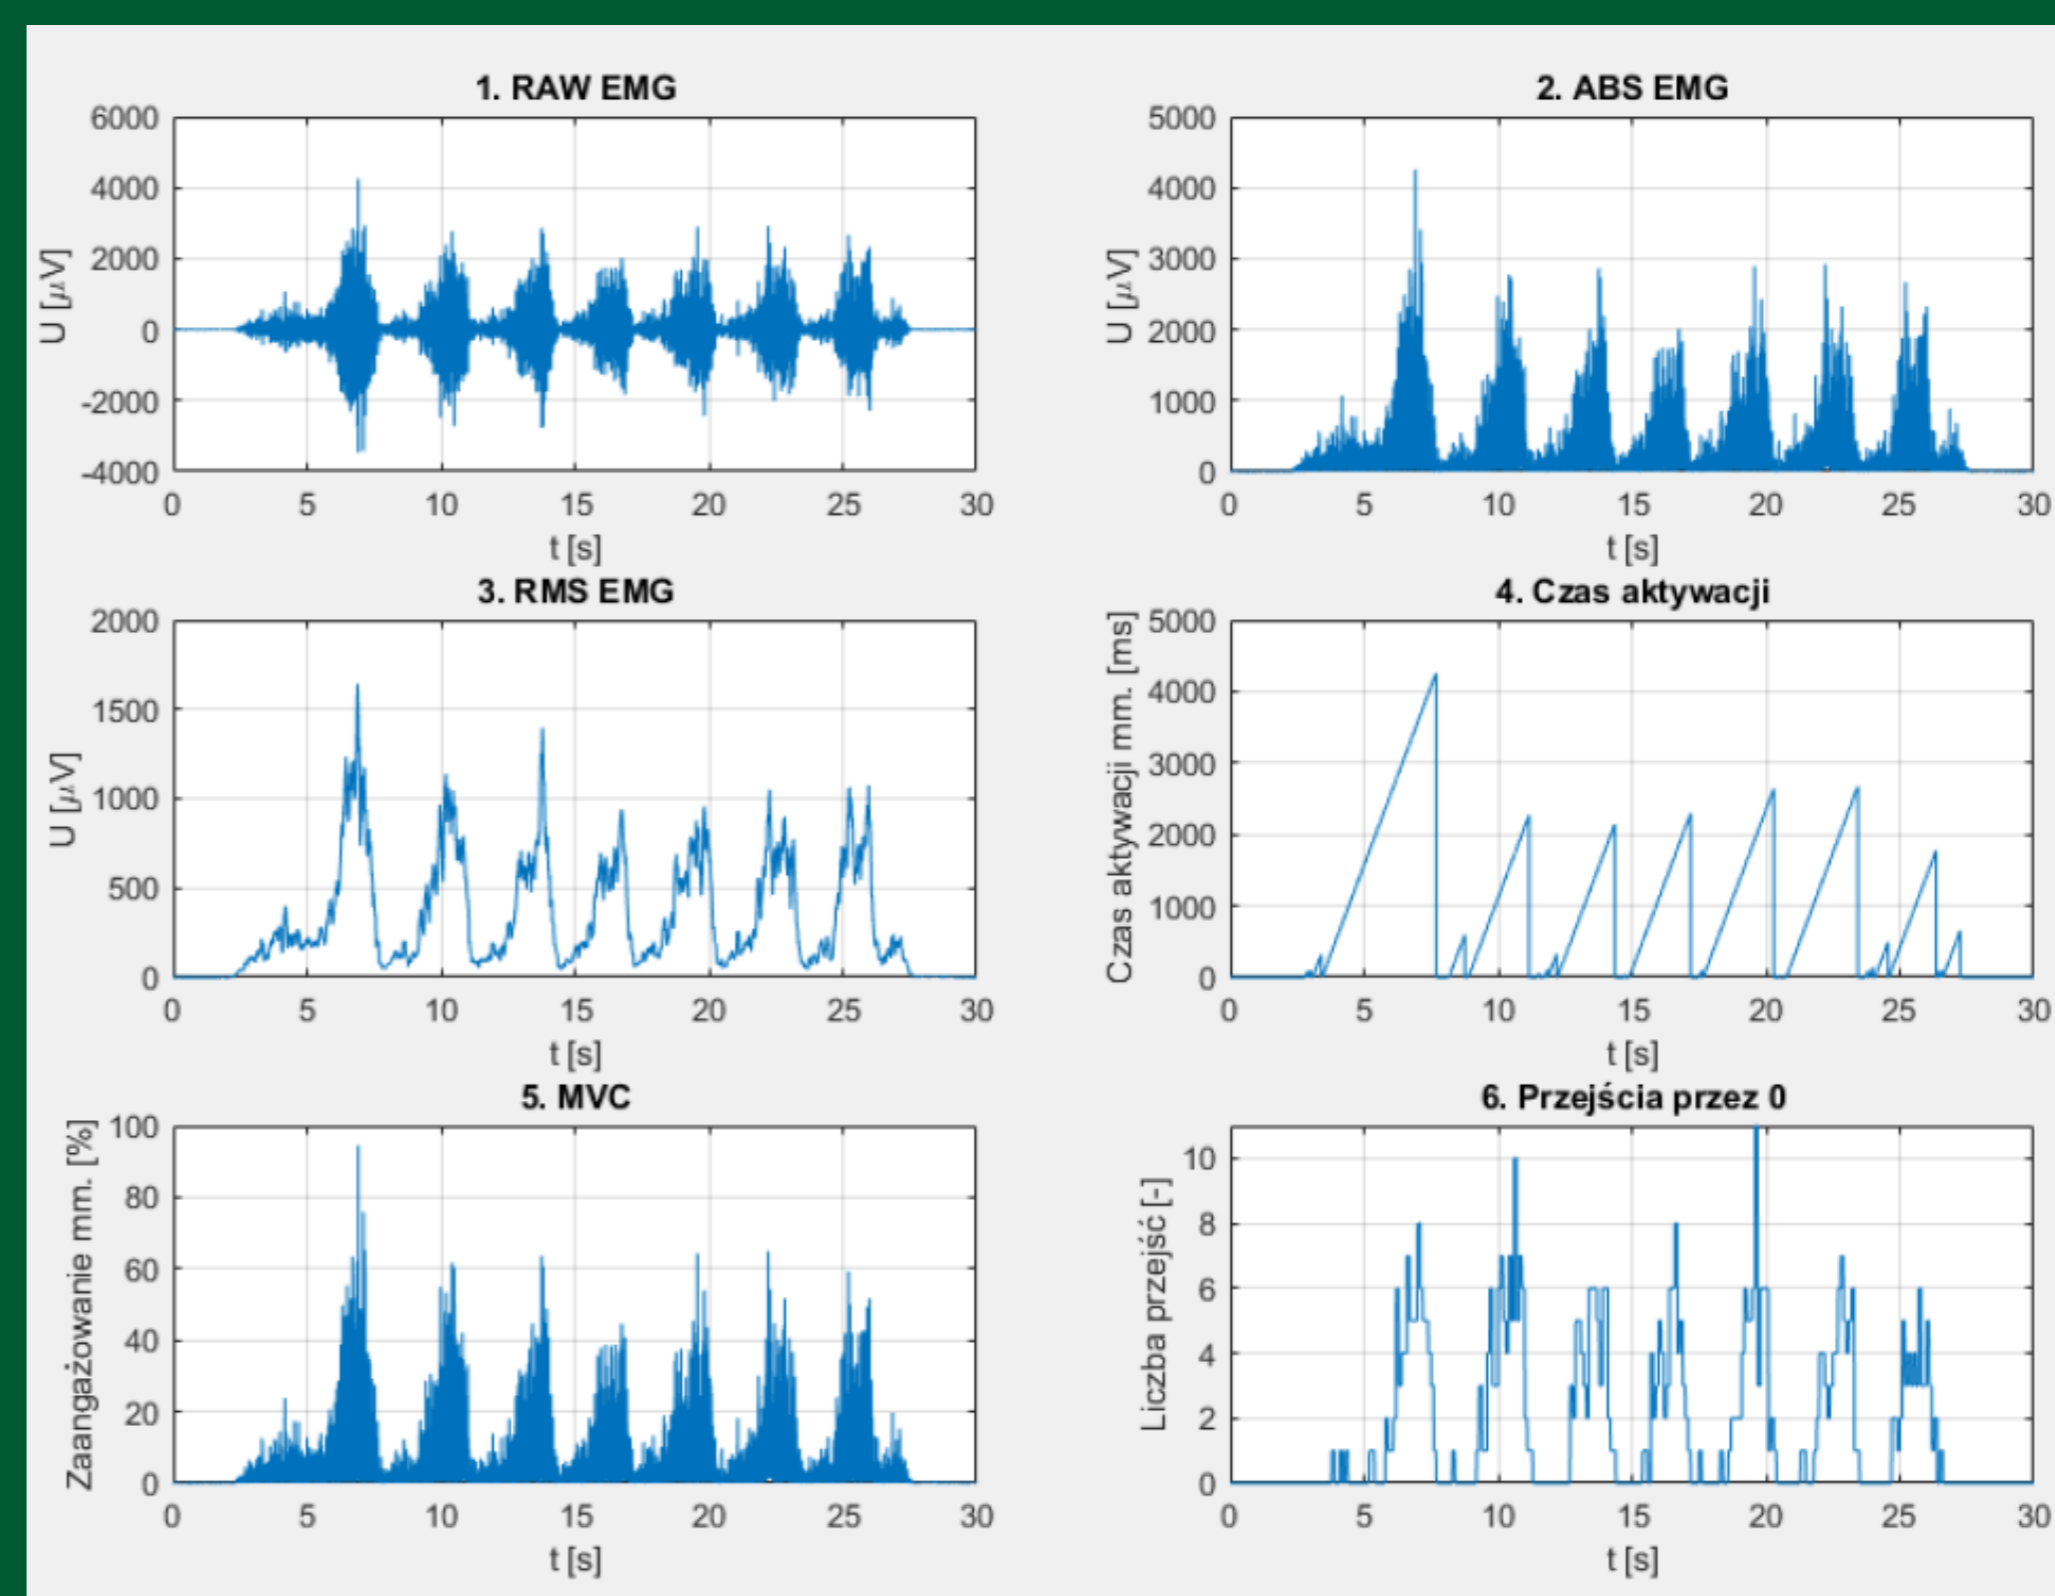 1. RAW EMG
6000
4000
2000
0
-2000
-4000
U [μV]
0 5 10 15 20 25 30
t [s]
2. ABS EMG
5000
4000
3000
2000
1000
0
U [μV]
0 5 10 15 20 25 30
t [s]
3. RMS EMG
2000
1500
1000
500
0
U [μV]
0 5 10 15 20 25 30
t [s]
4. Czas aktywacji
5000
4000
3000
2000
1000
0
Czas aktywacji mm. [ms]
0 5 10 15 20 25 30
t [s]
5. MVC
100
80
60
40
20
0
Zaangażowanie mm. [%]
0 5 10 15 20 25 30
t [s]
6. Przejścia przez 0
10
8
6
4
2
0
Liczba przejść [-]
0 5 10 15 20 25 30
t [s]